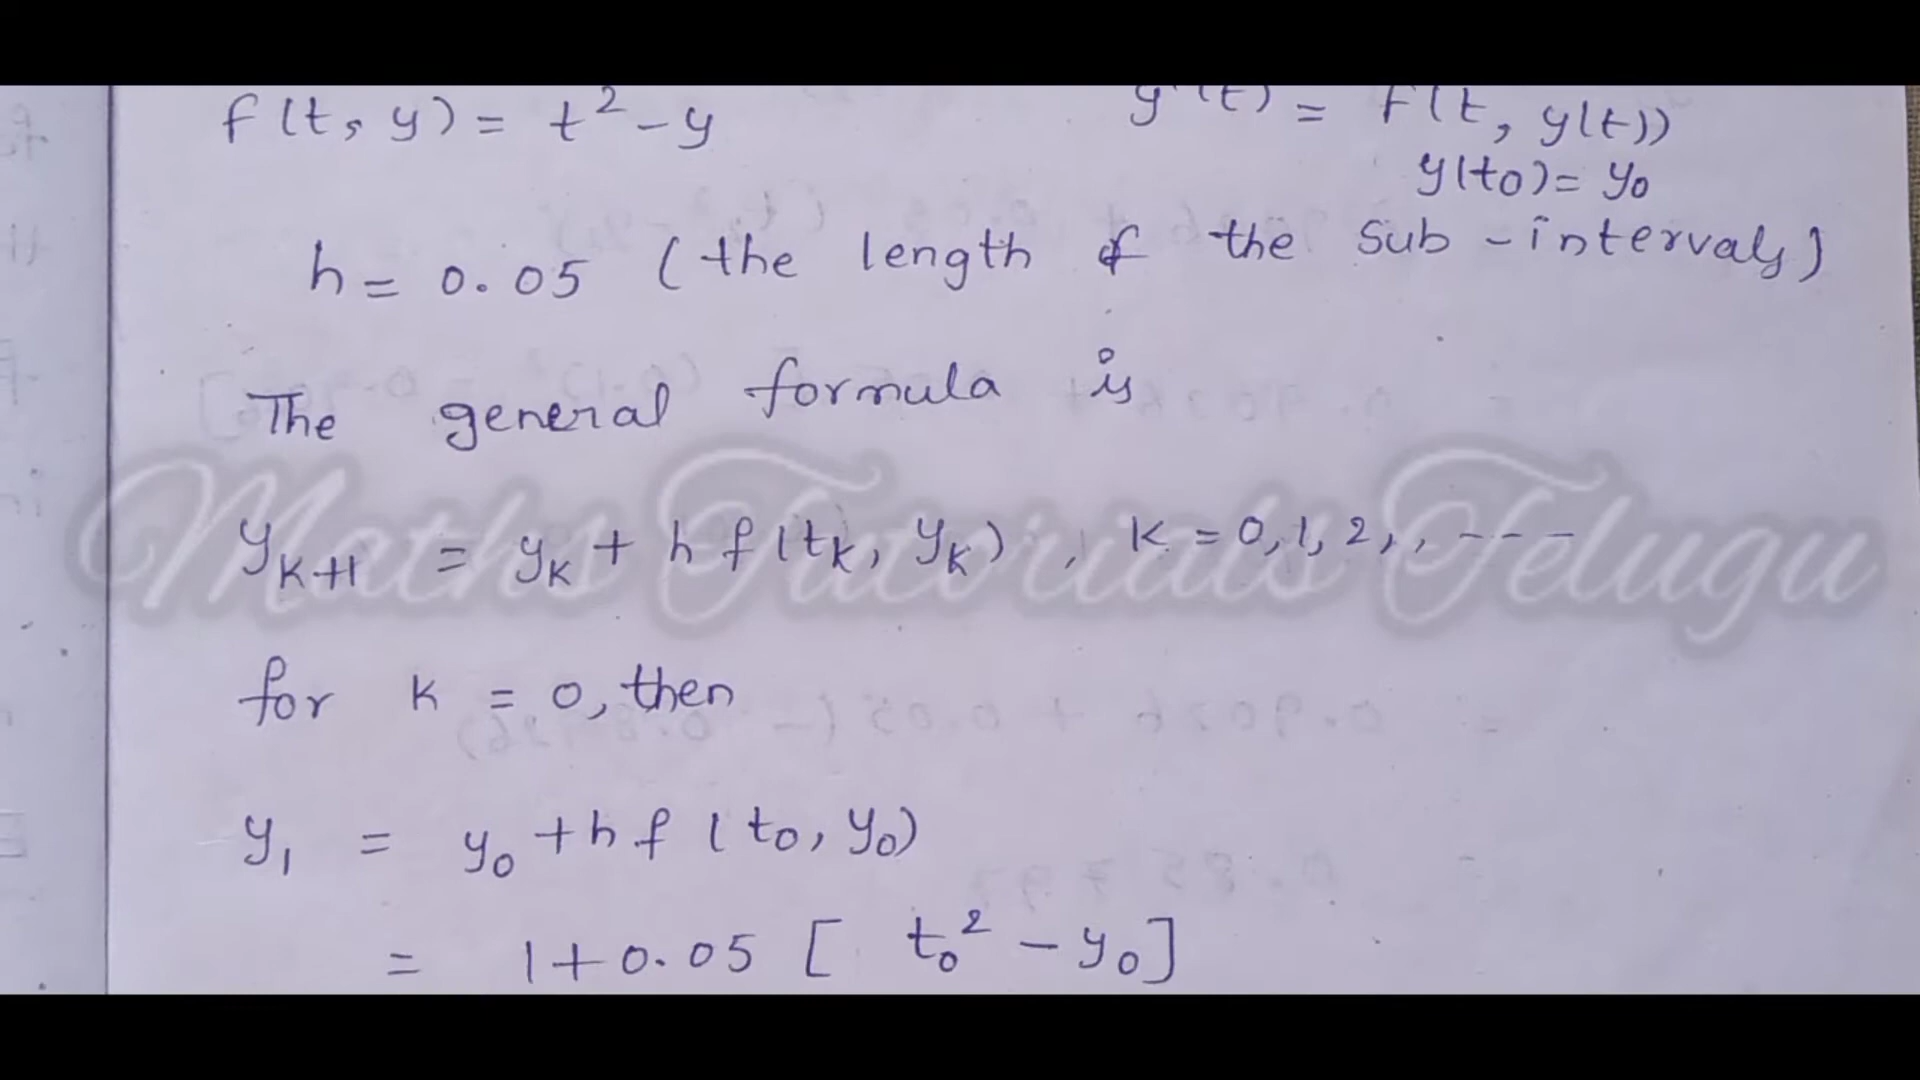 f(t, y) = t² - y
y'(t) = f(t, y(t))
y(t₀) = y₀
h = 0.05 (the length of the sub-intervals)
The general formula is
y_{k+1} = y_k + h f(t_k, y_k), k = 0, 1, 2, , ---
Maths Tutorials Telugu
for k = 0, then
y₁ = y₀ + h f(t₀, y₀)
= 1 + 0.05 [ t₀² - y₀]